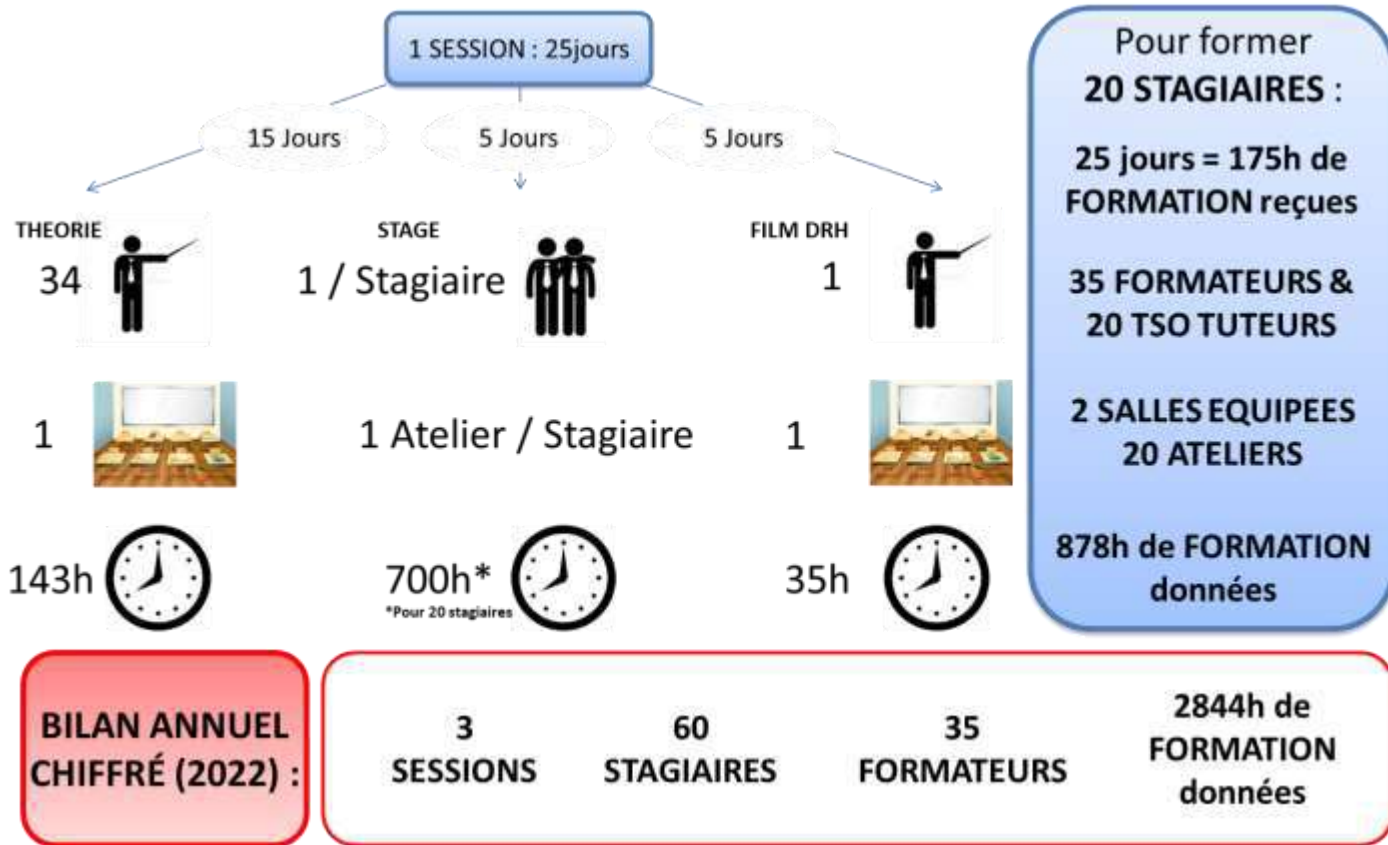 1 SESSION : 25jours
15 Jours
5 Jours
5 Jours
THEORIE
34
STAGE
1 / Stagiaire
FILM DRH
1
1
1 Atelier / Stagiaire
1
143h
700h*
*Pour 20 stagiaires
35h
Pour former
20 STAGIAIRES :
25 jours = 175h de
FORMATION reçues
35 FORMATEURS &
20 TSO TUTEURS
2 SALLES EQUIPEES
20 ATELIERS
878h de FORMATION
données
BILAN ANNUEL
CHIFFRÉ (2022) :
3
SESSIONS
60
STAGIAIRES
35
FORMATEURS
2844h de
FORMATION
données